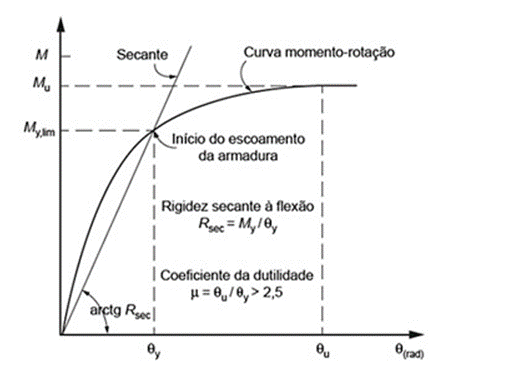 M
Secante
Curva momento-rotação
Mu
My,lim
Início do escoamento
da armadura
Rigidez secante à flexão
Rsec = My / θy
Coeficiente da dutilidade
μ = θu / θy > 2,5
arctg Rsec
θy
θu
θ(rad)